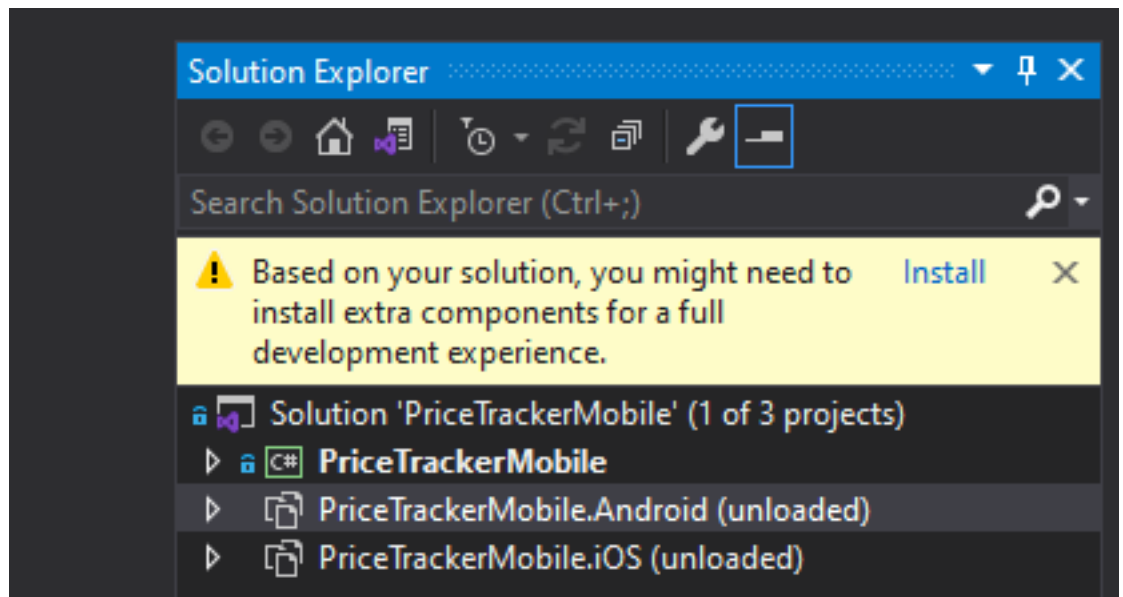 Solution Explorer
Search Solution Explorer (Ctrl+;)
Based on your solution, you might need to Install
install extra components for a full
development experience.
Solution 'PriceTrackerMobile' (1 of 3 projects)
C# PriceTrackerMobile
PriceTrackerMobile.Android (unloaded)
PriceTrackerMobile.iOS (unloaded)